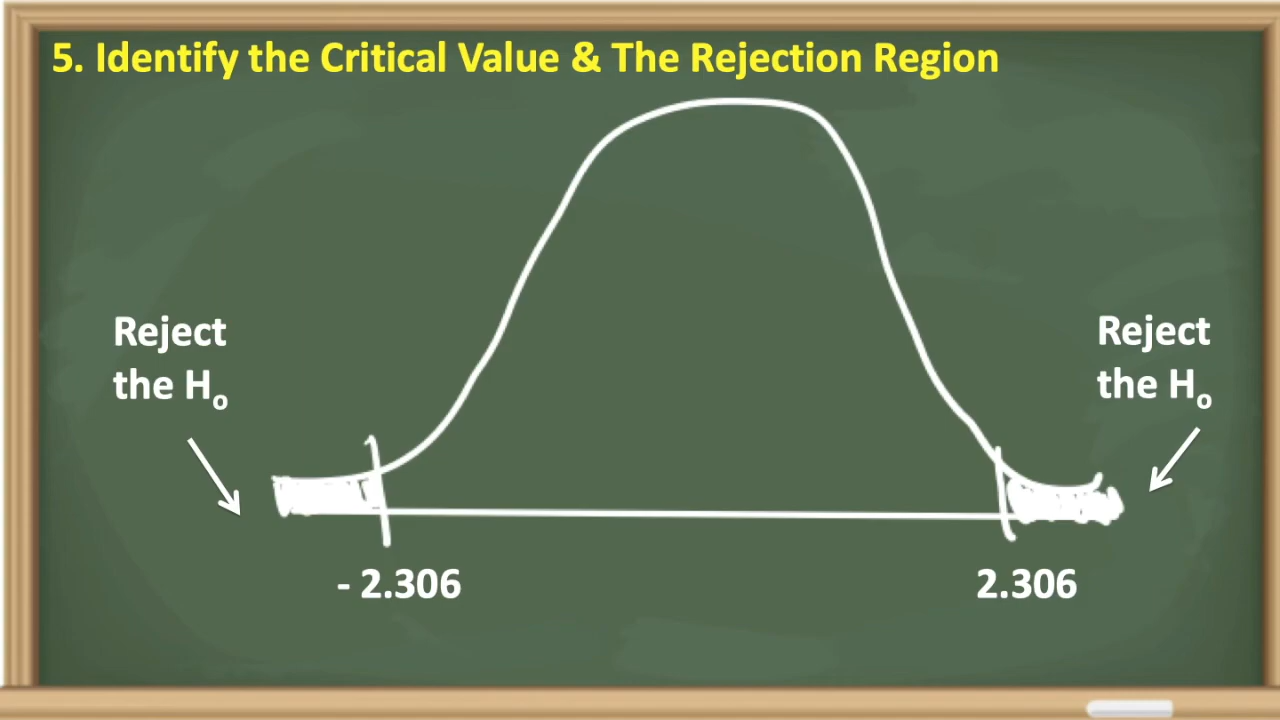 5. Identify the Critical Value & The Rejection Region
Reject
the Hₒ
Reject
the Hₒ
- 2.306
2.306